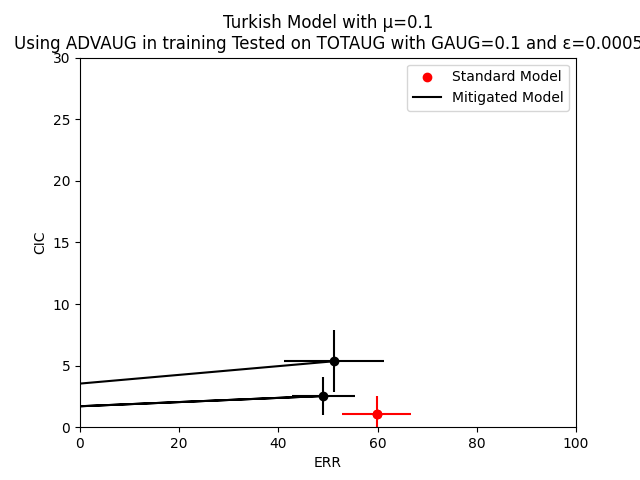 Turkish Model with μ=0.1
Using ADVAUG in training Tested on TOTAUG with GAUG=0.1 and ε=0.0005
Standard Model
Mitigated Model
30
25
20
15
10
5
0
CIC
0 20 40 60 80 100
ERR